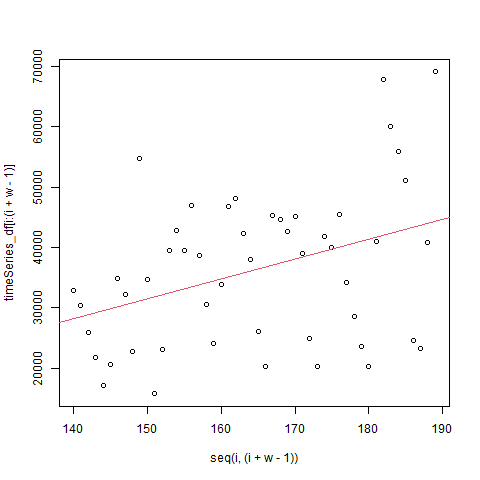 70000
60000
50000
40000
30000
20000
timeSeries_df[i:(i + w - 1)]
140 150 160 170 180 190
seq(i, (i + w - 1))